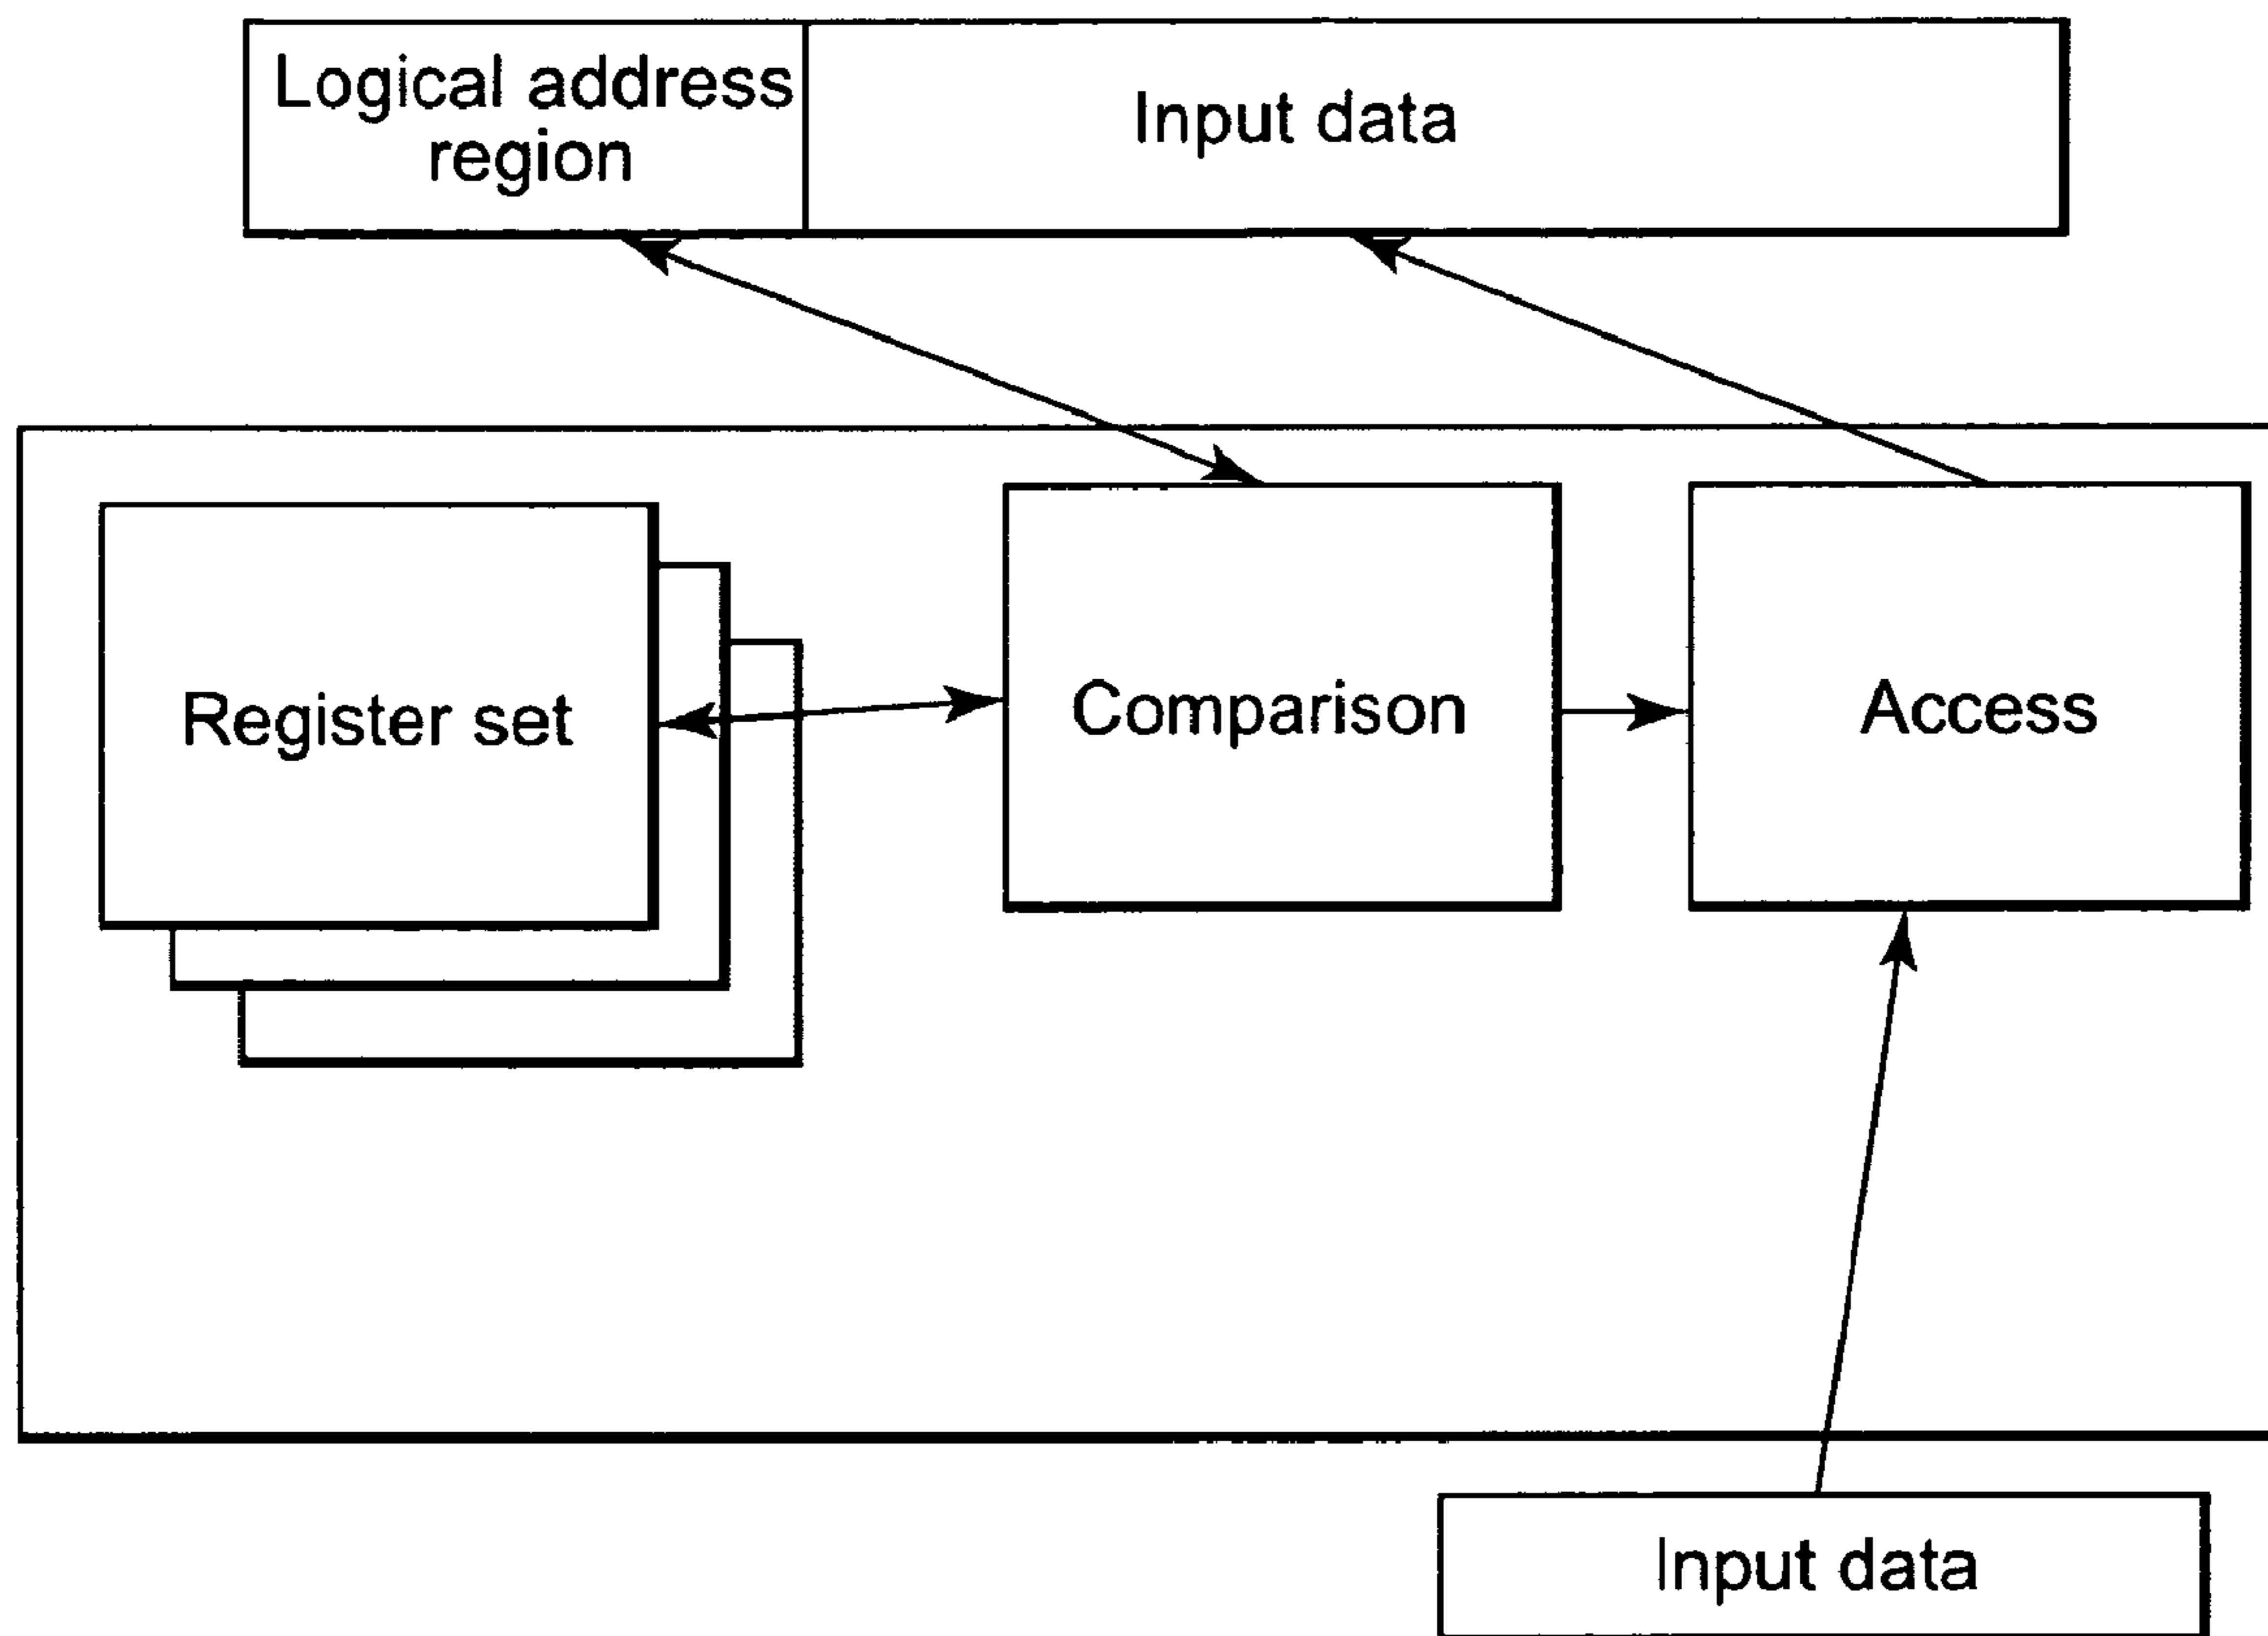 Logical address
region
Input data
Register set
Comparison
Access
Input data